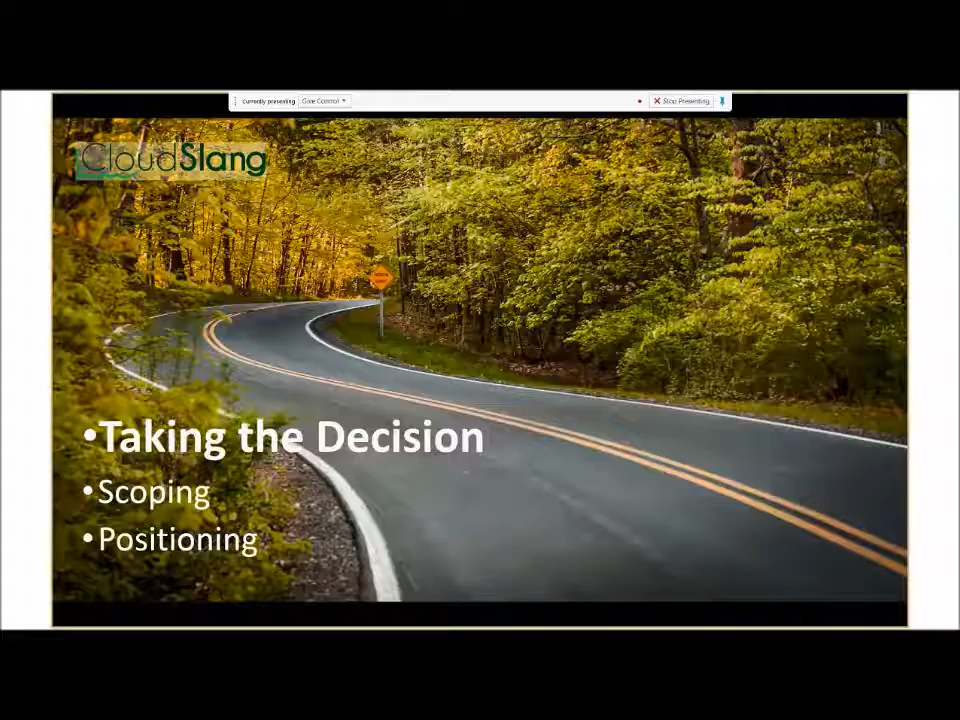 Currently presenting Give Control
Stop Presenting
CloudSlang
•Taking the Decision
•Scoping
•Positioning